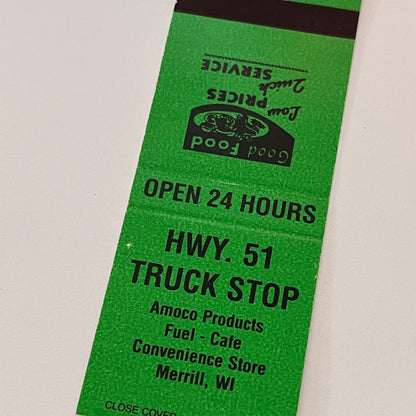 Good Food
Low
PRICES
Quick
SERVICE
OPEN 24 HOURS
HWY. 51
TRUCK STOP
Amoco Products
Fuel - Cafe
Convenience Store
Merrill, WI
CLOSE COVER